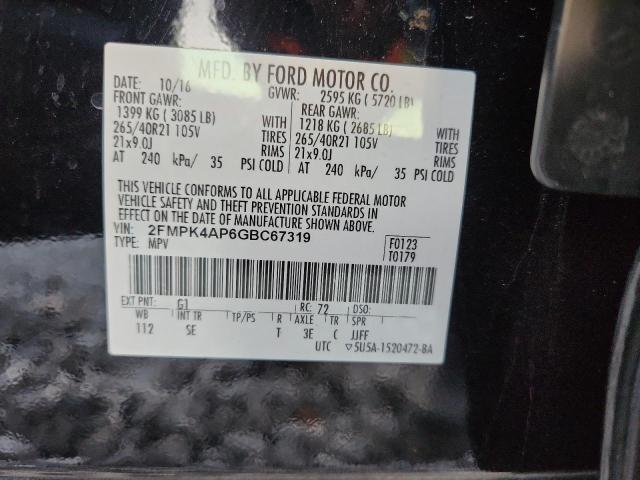 MFD. BY FORD MOTOR CO.
DATE: 10/16 GVWR: 2595 KG ( 5720 LB)
FRONT GAWR: REAR GAWR:
1399 KG ( 3085 LB) WITH 1218 KG ( 2685 LB) WITH
265/40R21 105V TIRES 265/40R21 105V TIRES
21x9.0J RIMS 21x9.0J RIMS
AT 240 kPa/ 35 PSI COLD AT 240 kPa/ 35 PSI COLD
THIS VEHICLE CONFORMS TO ALL APPLICABLE FEDERAL MOTOR
VEHICLE SAFETY AND THEFT PREVENTION STANDARDS IN
EFFECT ON THE DATE OF MANUFACTURE SHOWN ABOVE.
VIN: 2FMPK4AP6GBC67319 F0123
TYPE: MPV T0179
EXT PNT: G1 RC: 72 DSO:
WB INT TR TP/PS R AXLE TR SPR
112 SE T 3E C JJFF
UTC ▽5U5A-1520472-BA